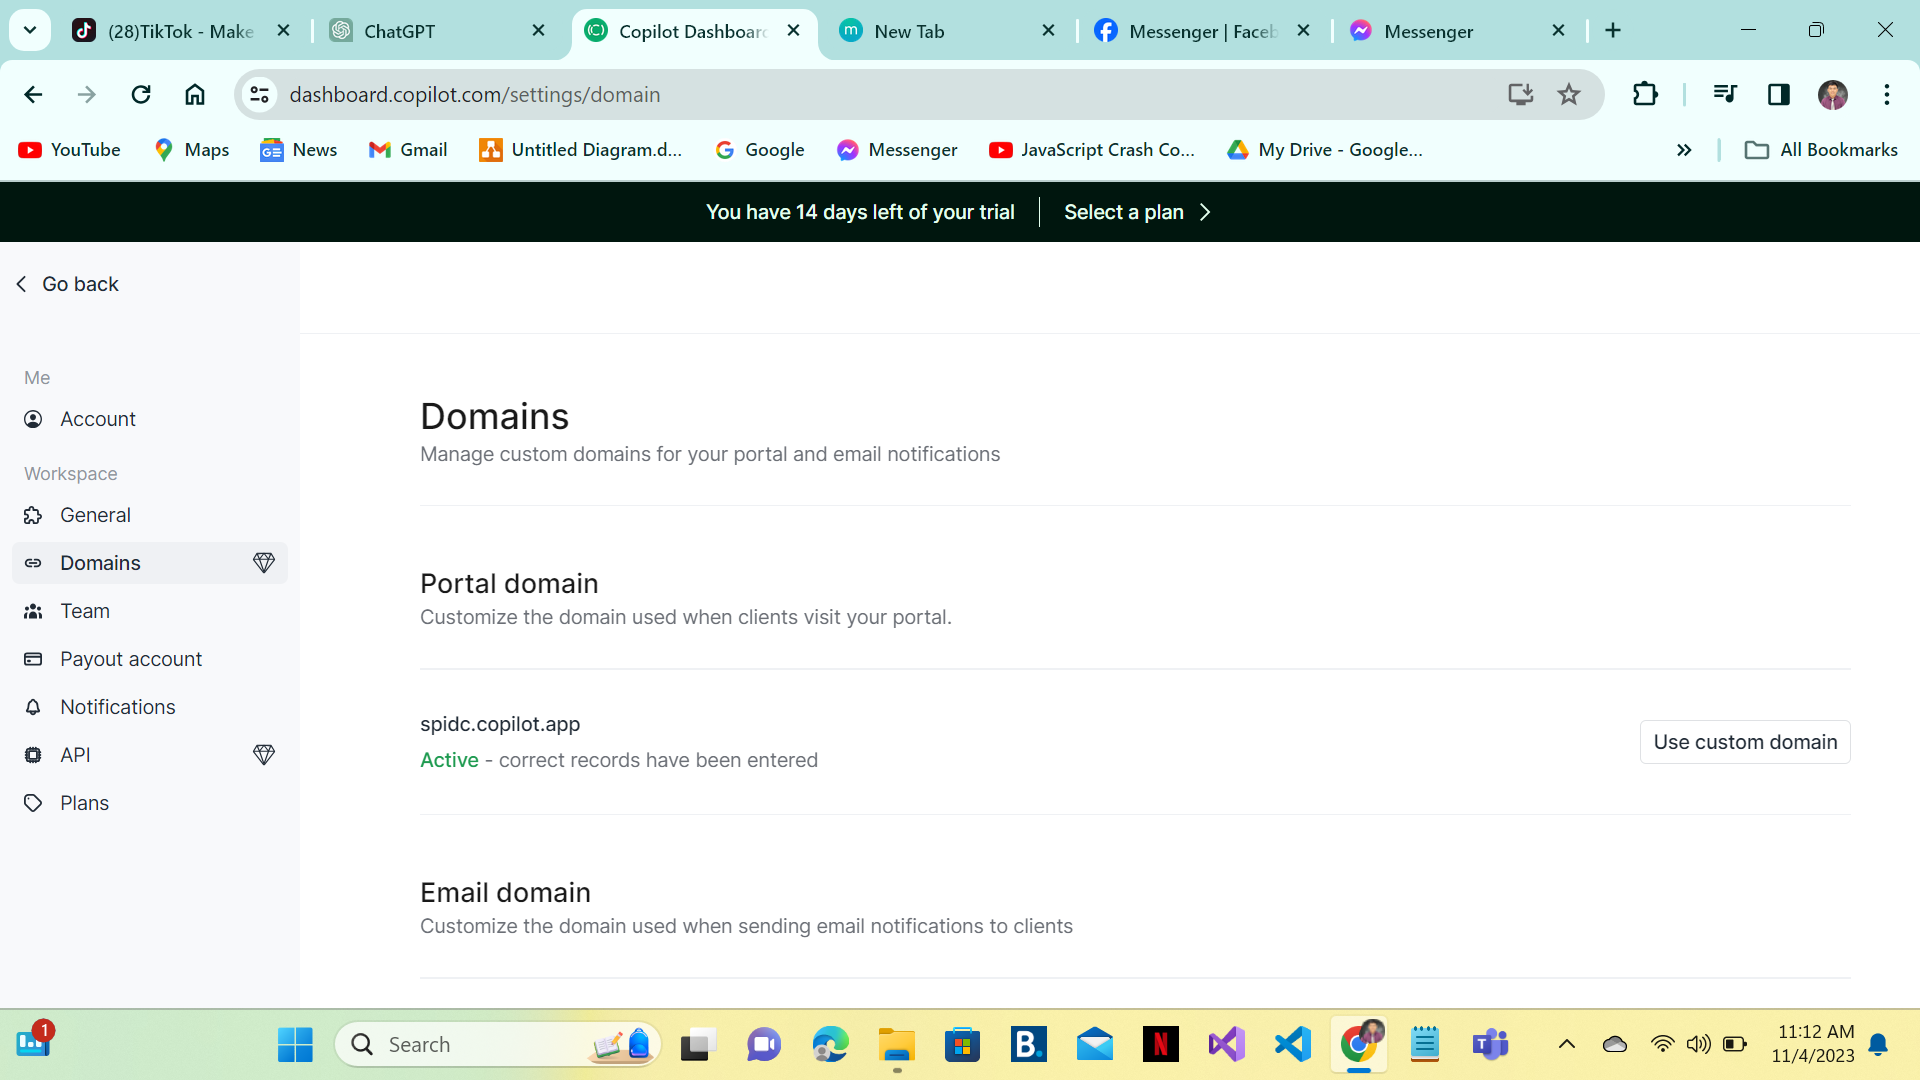 (28)TikTok - Make
ChatGPT
Copilot Dashboard
New Tab
Messenger | Faceb
Messenger
dashboard.copilot.com/settings/domain
YouTube
Maps
News
Gmail
Untitled Diagram.d...
Google
Messenger
JavaScript Crash Co...
My Drive - Google...
All Bookmarks
You have 14 days left of your trial
Select a plan
Go back
Me
Account
Workspace
General
Domains
Team
Payout account
Notifications
API
Plans
Domains
Manage custom domains for your portal and email notifications
Portal domain
Customize the domain used when clients visit your portal.
spidc.copilot.app
Active - correct records have been entered
Use custom domain
Email domain
Customize the domain used when sending email notifications to clients
1
Search
B.
N
T
11:12 AM
11/4/2023